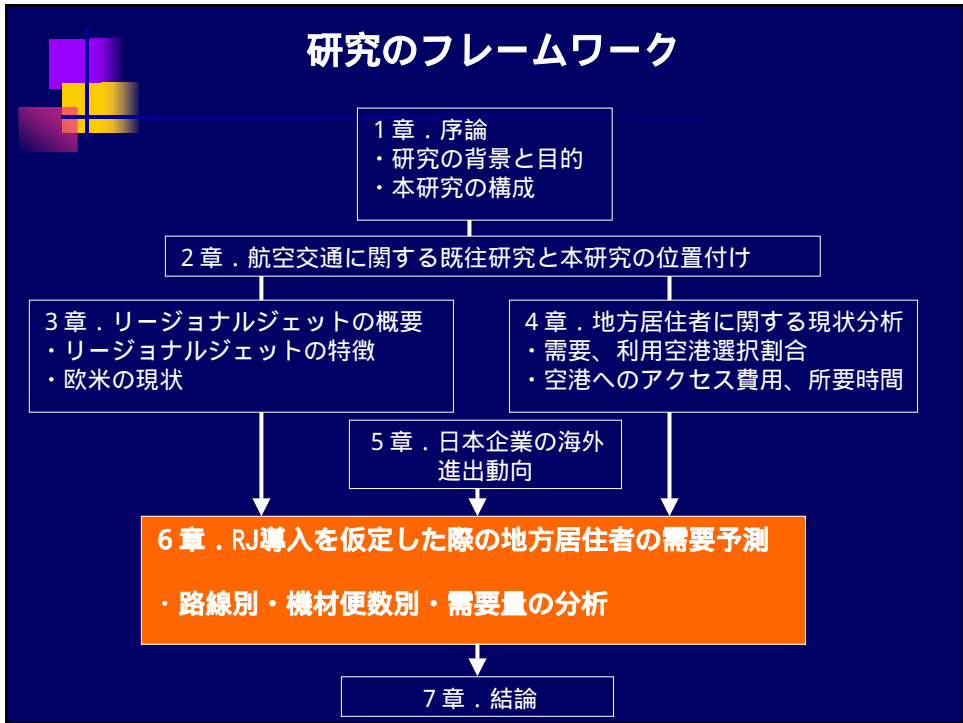 研究のフレームワーク
1章．序論
・研究の背景と目的
・本研究の構成
2章．航空交通に関する既往研究と本研究の位置付け
3章．リージョナルジェットの概要
・リージョナルジェットの特徴
・欧米の現状
4章．地方居住者に関する現状分析
・需要、利用空港選択割合
・空港へのアクセス費用、所要時間
5章．日本企業の海外
進出動向
6章．RJ導入を仮定した際の地方居住者の需要予測
・路線別・機材便数別・需要量の分析
7章．結論